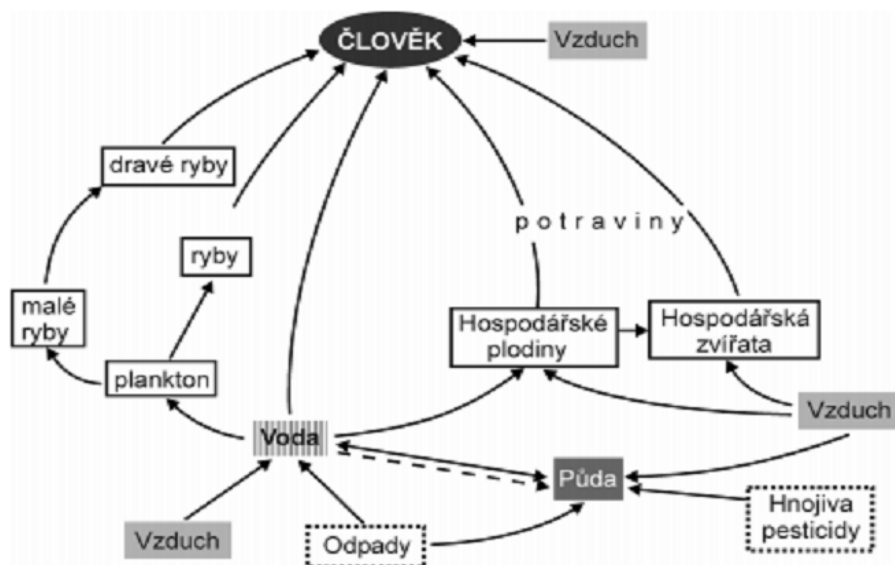 ČLOVĚK
Vzduch
dravé ryby
potraviny
ryby
malé
ryby
Hospodářské
plodiny
Hospodářská
zvířata
plankton
Vzduch
Voda
Půda
Hnojiva
pesticidy
Vzduch
Odpady